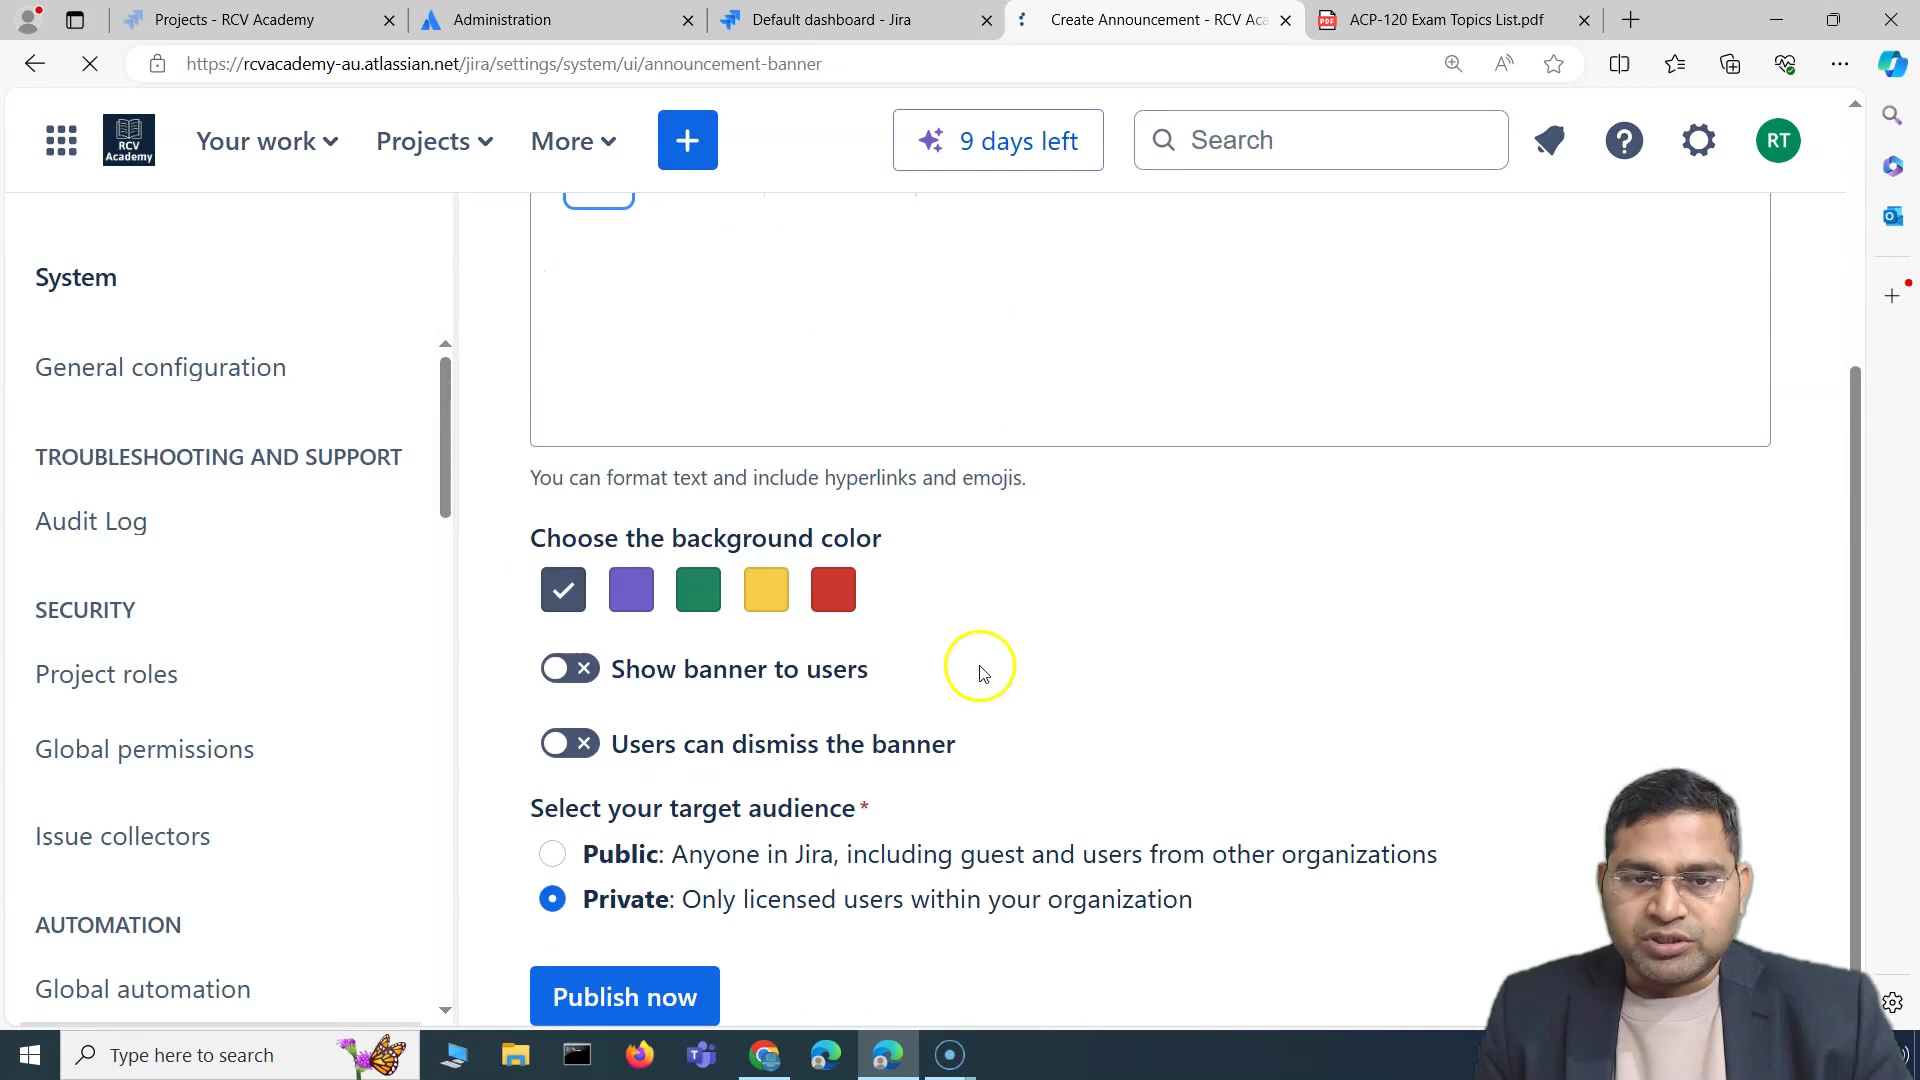 Projects - RCV Academy
Administration
Default dashboard - Jira
Create Announcement - RCV Aca
ACP-120 Exam Topics List.pdf
https://rcvacademy-au.atlassian.net/jira/settings/system/ui/announcement-banner
RCV
Academy
Your work
Projects
More
9 days left
Search
RT
System
General configuration
TROUBLESHOOTING AND SUPPORT
Audit Log
SECURITY
Project roles
Global permissions
Issue collectors
AUTOMATION
Global automation
You can format text and include hyperlinks and emojis.
Choose the background color
Show banner to users
Users can dismiss the banner
Select your target audience *
Public: Anyone in Jira, including guest and users from other organizations
Private: Only licensed users within your organization
Publish now
Type here to search